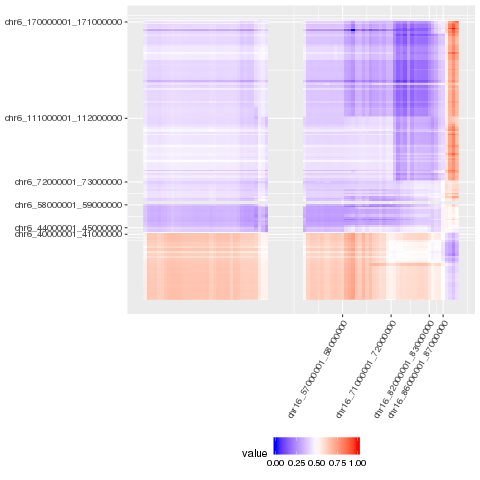 chr6_170000001_171000000
chr6_111000001_112000000
chr6_72000001_73000000
chr6_58000001_59000000
chr6_44000001_45000000
chr6_40000001_41000000
chr16_57000001_58000000
chr16_71000001_72000000
chr16_82000001_83000000
chr16_86000001_87000000
value
0.00 0.25 0.50 0.75 1.00